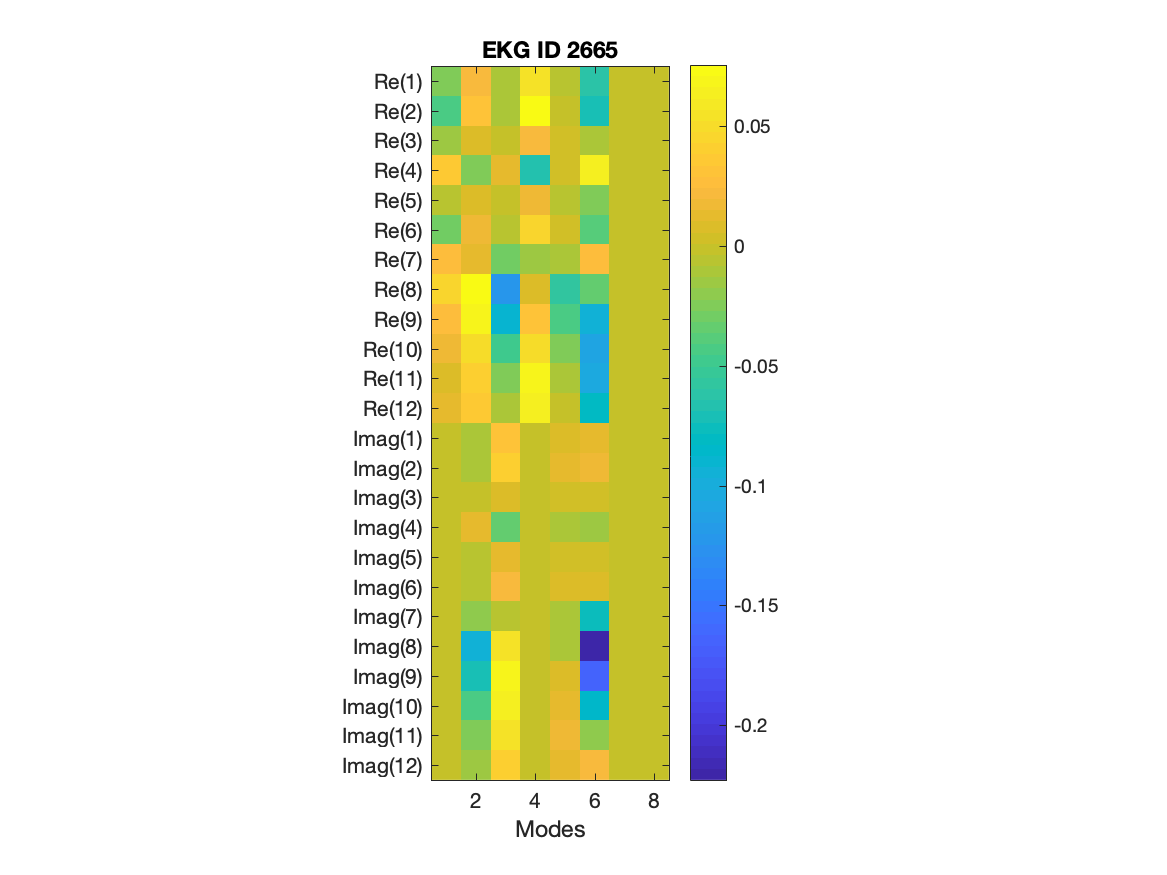 EKG ID 2665
Re(1)
Re(2)
Re(3)
Re(4)
Re(5)
Re(6)
Re(7)
Re(8)
Re(9)
Re(10)
Re(11)
Re(12)
Imag(1)
Imag(2)
Imag(3)
Imag(4)
Imag(5)
Imag(6)
Imag(7)
Imag(8)
Imag(9)
Imag(10)
Imag(11)
Imag(12)
2 4 6 8
Modes
0.05
0
-0.05
-0.1
-0.15
-0.2